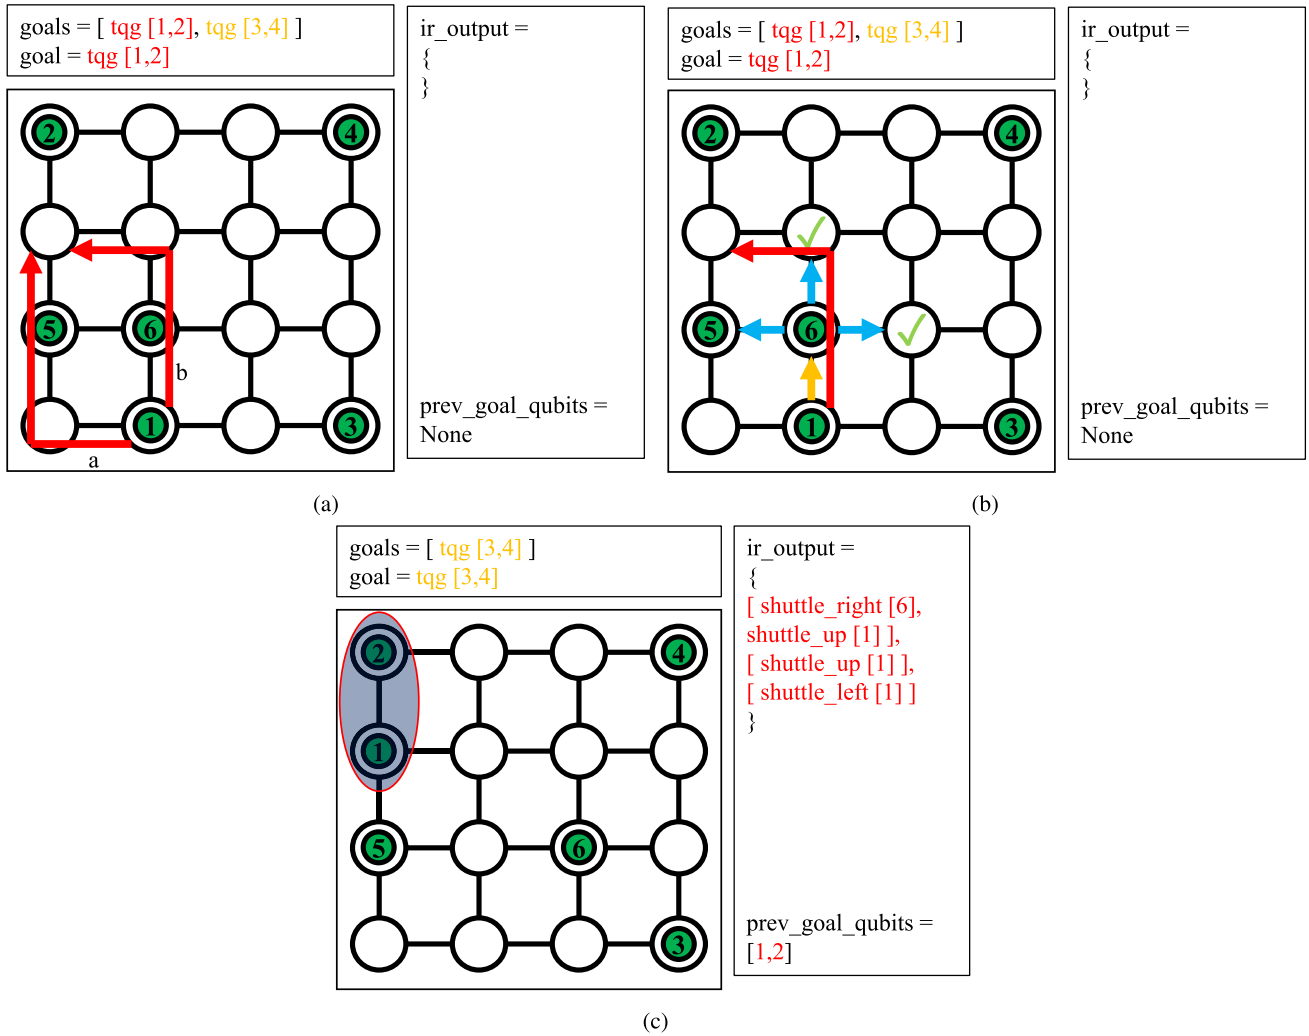 goals = [ tqg [1,2], tqg [3,4] ]
goal = tqg [1,2]
ir_output =
{
}
prev_goal_qubits =
None
2
4
5
6
b
1
3
a
(a)
goals = [ tqg [1,2], tqg [3,4] ]
goal = tqg [1,2]
ir_output =
{
}
prev_goal_qubits =
None
2
4
5
6
1
3
(b)
goals = [ tqg [3,4] ]
goal = tqg [3,4]
ir_output =
{
[ shuttle_right [6],
shuttle_up [1] ],
[ shuttle_up [1] ],
[ shuttle_left [1] ]
}
prev_goal_qubits =
[1,2]
2
4
1
5
6
3
(c)